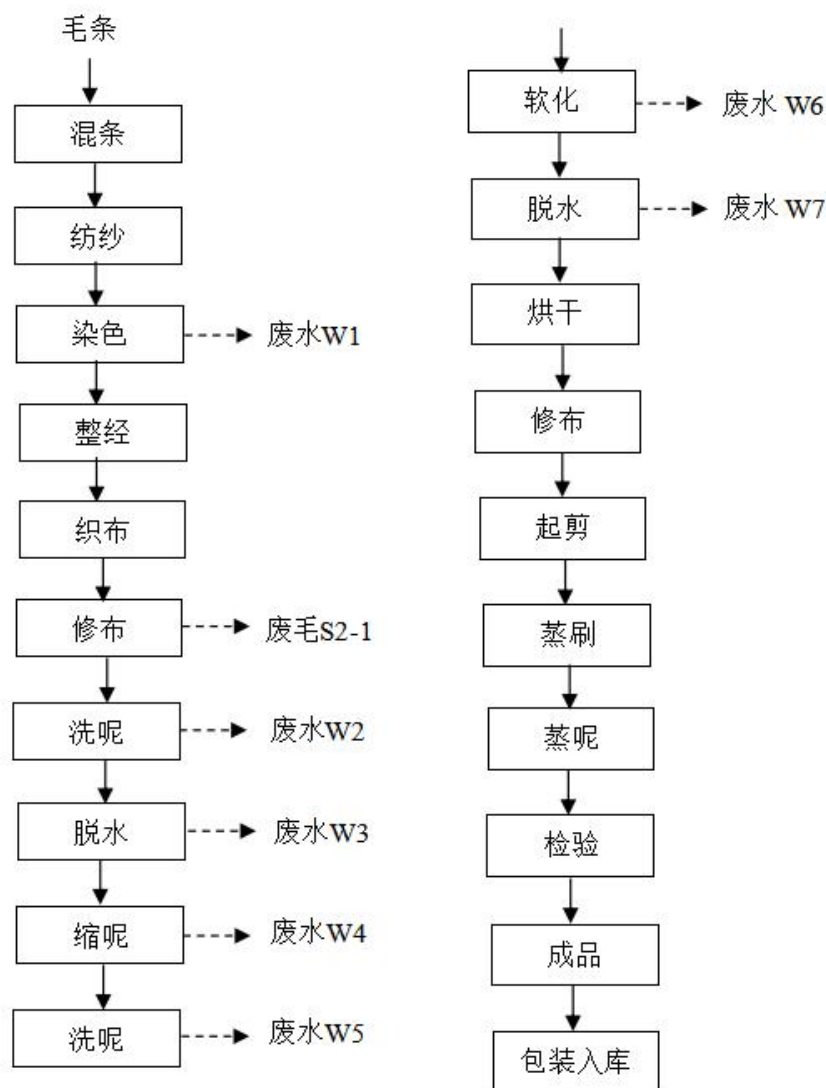 毛条
混条
纺纱
染色
废水W1
整经
织布
修布
废毛S2-1
洗呢
废水W2
脱水
废水W3
缩呢
废水W4
洗呢
废水W5
软化
废水 W6
脱水
废水 W7
烘干
修布
起剪
蒸刷
蒸呢
检验
成品
包装入库